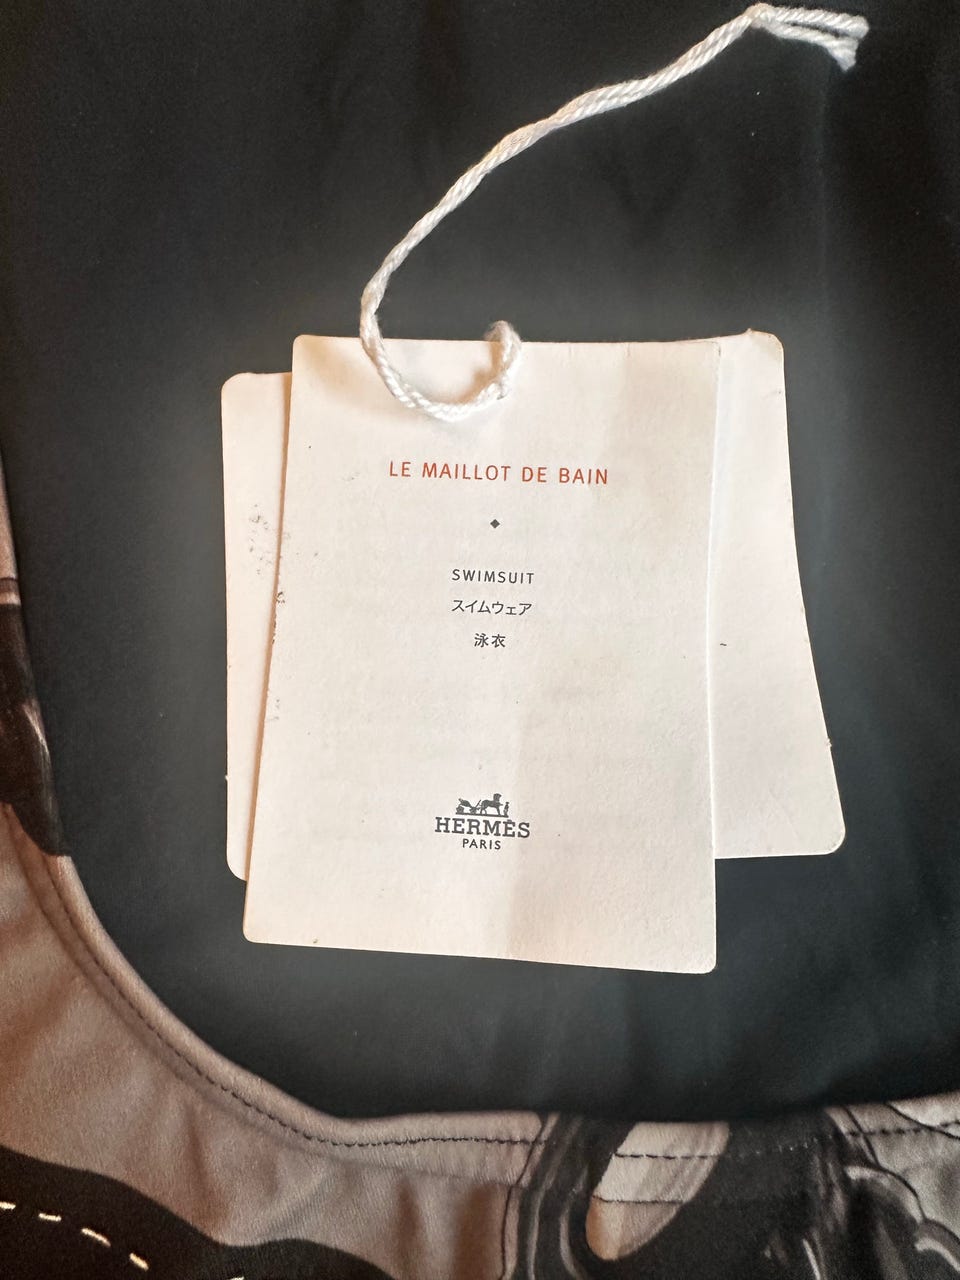 LE MAILLOT DE BAIN
SWIMSUIT
スイムウェア
泳衣
HERMÈS
PARIS